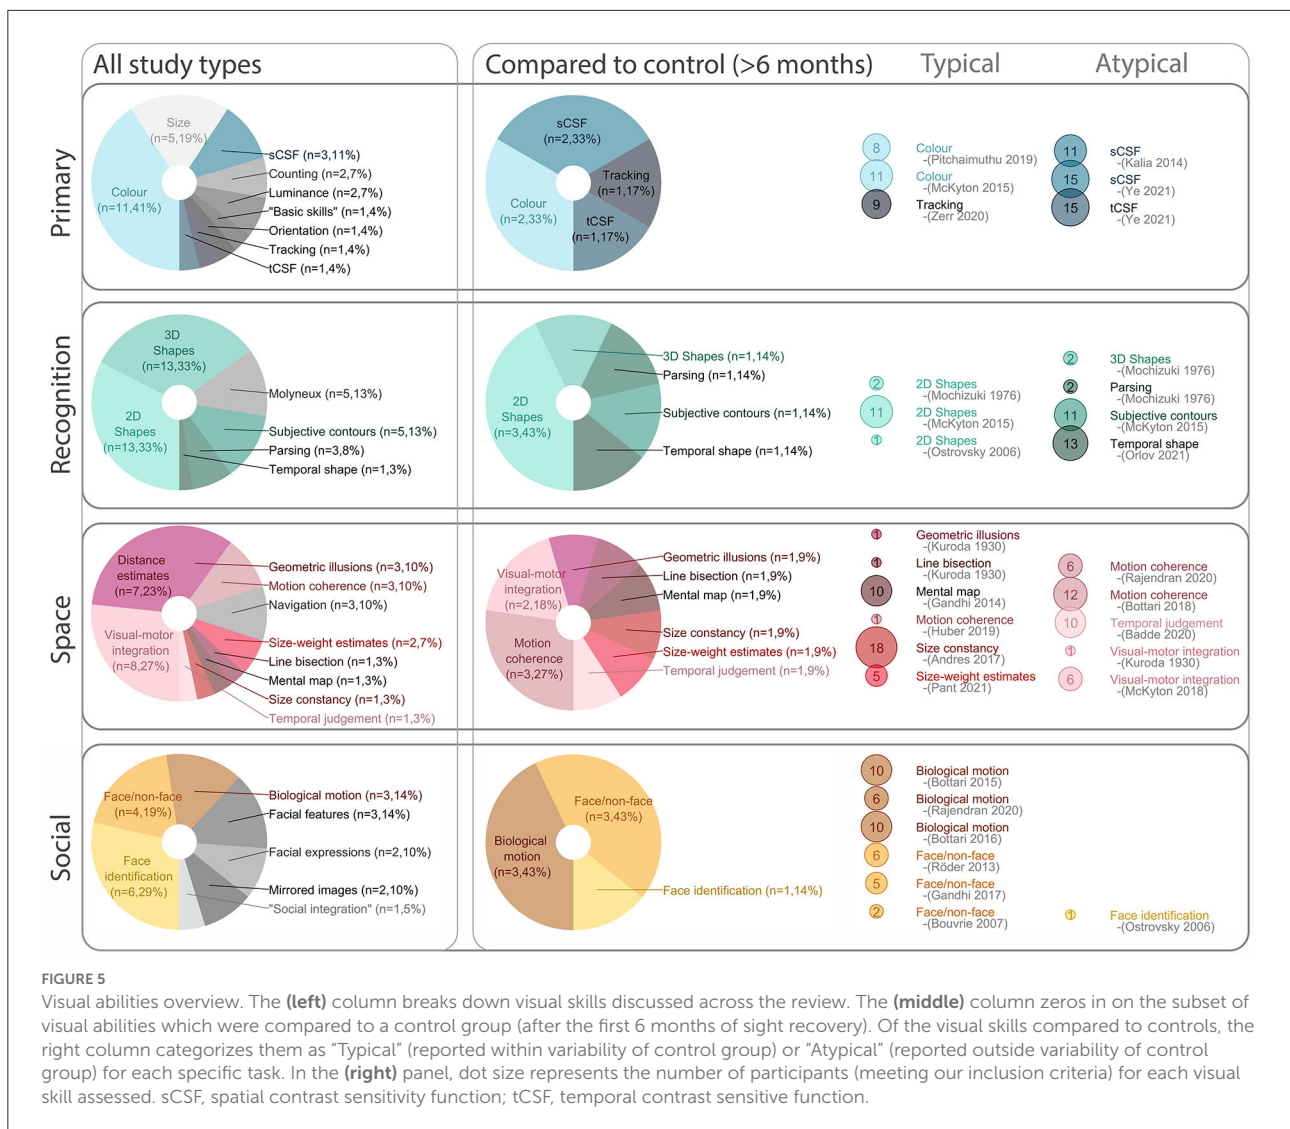 All study types
Compared to control (>6 months)
Typical
Atypical
Primary
Size
(n=5,19%)
Colour
(n=11,41%)
sCSF (n=3,11%)
Counting (n=2,7%)
Luminance (n=2,7%)
"Basic skills" (n=1,4%)
Orientation (n=1,4%)
Tracking (n=1,4%)
tCSF (n=1,4%)
sCSF
(n=2,33%)
Tracking
(n=1,17%)
Colour
(n=2,33%)
tCSF
(n=1,17%)
8
Colour
-(Pitchaimuthu 2019)
11
Colour
-(McKyton 2015)
9
Tracking
-(Zerr 2020)
11
sCSF
-(Kalia 2014)
15
sCSF
-(Ye 2021)
15
tCSF
-(Ye 2021)
Recognition
3D
Shapes
(n=13,33%)
2D
Shapes
(n=13,33%)
Molyneux (n=5,13%)
Subjective contours (n=5,13%)
Parsing (n=3,8%)
Temporal shape (n=1,3%)
2D
Shapes
(n=3,43%)
3D Shapes (n=1,14%)
Parsing (n=1,14%)
Subjective contours (n=1,14%)
Temporal shape (n=1,14%)
2
2D Shapes
-(Mochizuki 1976)
11
2D Shapes
-(McKyton 2015)
1
2D Shapes
-(Ostrovsky 2006)
2
3D Shapes
-(Mochizuki 1976)
2
Parsing
-(Mochizuki 1976)
11
Subjective contours
-(McKyton 2015)
13
Temporal shape
-(Orlov 2021)
Space
Distance
estimates
(n=7,23%)
Visual-motor
integration
(n=8,27%)
Geometric illusions (n=3,10%)
Motion coherence (n=3,10%)
Navigation (n=3,10%)
Size-weight estimates (n=2,7%)
Line bisection (n=1,3%)
Mental map (n=1,3%)
Size constancy (n=1,3%)
Temporal judgement (n=1,3%)
Visual-motor
integration
(n=2,18%)
Motion
coherence
(n=3,27%)
Geometric illusions (n=1,9%)
Line bisection (n=1,9%)
Mental map (n=1,9%)
Size constancy (n=1,9%)
Size-weight estimates (n=1,9%)
Temporal judgement (n=1,9%)
1
Geometric illusions
-(Kuroda 1930)
1
Line bisection
-(Kuroda 1930)
10
Mental map
-(Gandhi 2014)
1
Motion coherence
-(Huber 2019)
18
Size constancy
-(Andres 2017)
5
Size-weight estimates
-(Pant 2021)
6
Motion coherence
-(Rajendran 2020)
12
Motion coherence
-(Bottari 2018)
10
Temporal judgement
-(Badde 2020)
1
Visual-motor integration
-(Kuroda 1930)
6
Visual-motor integration
-(McKyton 2018)
Social
Face/non-face
(n=4,19%)
Face
identification
(n=6,29%)
Biological motion (n=3,14%)
Facial features (n=3,14%)
Facial expressions (n=2,10%)
Mirrored images (n=2,10%)
"Social integration" (n=1,5%)
Face/non-face
(n=3,43%)
Biological
motion
(n=3,43%)
Face identification (n=1,14%)
10
Biological motion
-(Bottari 2015)
6
Biological motion
-(Rajendran 2020)
10
Biological motion
-(Bottari 2016)
6
Face/non-face
-(Röder 2013)
5
Face/non-face
-(Gandhi 2017)
2
Face/non-face
-(Bouvrie 2007)
1
Face identification
-(Ostrovsky 2006)
FIGURE 5
Visual abilities overview. The (left) column breaks down visual skills discussed across the review. The (middle) column zeros in on the subset of
visual abilities which were compared to a control group (after the first 6 months of sight recovery). Of the visual skills compared to controls, the
right column categorizes them as “Typical” (reported within variability of control group) or “Atypical” (reported outside variability of control
group) for each specific task. In the (right) panel, dot size represents the number of participants (meeting our inclusion criteria) for each visual
skill assessed. sCSF, spatial contrast sensitivity function; tCSF, temporal contrast sensitive function.